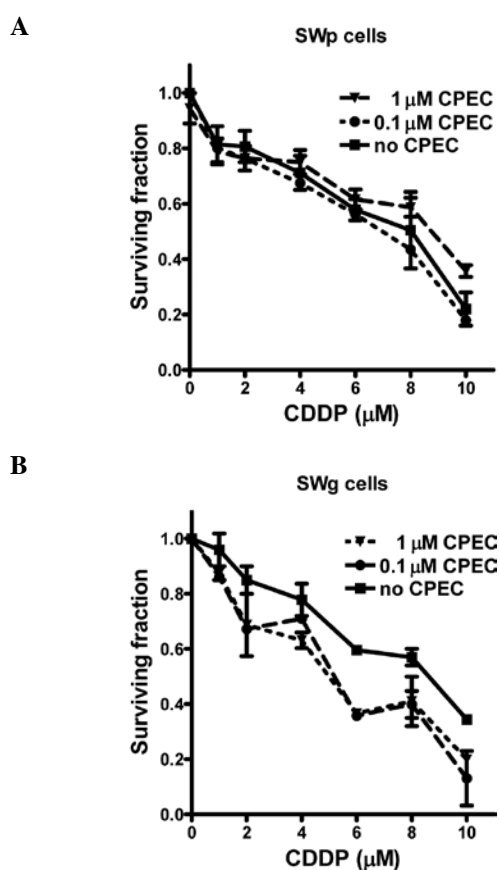 A
SWp cells
1 µM CPEC
0.1 µM CPEC
no CPEC
Surviving fraction
1.0
0.8
0.6
0.4
0.2
0.0
0 2 4 6 8 10
CDDP (µM)
B
SWg cells
1 µM CPEC
0.1 µM CPEC
no CPEC
Surviving fraction
1.0
0.8
0.6
0.4
0.2
0.0
0 2 4 6 8 10
CDDP (µM)